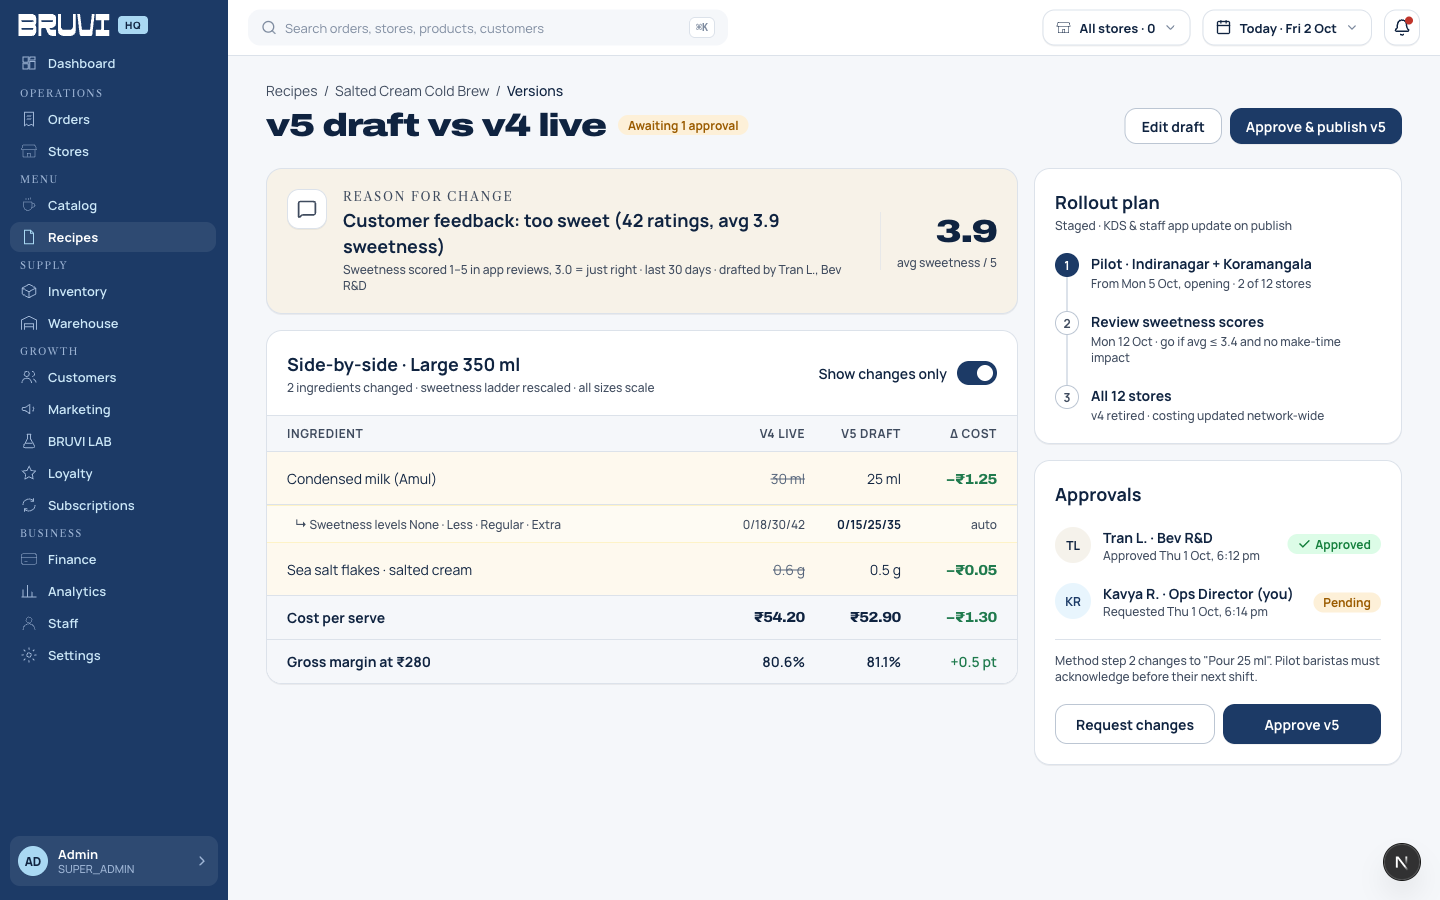 BRUVI HQ
Dashboard
OPERATIONS
Orders
Stores
MENU
Catalog
Recipes
SUPPLY
Inventory
Warehouse
GROWTH
Customers
Marketing
BRUVI LAB
Loyalty
Subscriptions
BUSINESS
Finance
Analytics
Staff
Settings
AD
Admin
SUPER_ADMIN
Search orders, stores, products, customers
⌘K
All stores · 0
Today · Fri 2 Oct
Recipes / Salted Cream Cold Brew / Versions
v5 draft vs v4 live
Awaiting 1 approval
Edit draft
Approve & publish v5
REASON FOR CHANGE
Customer feedback: too sweet (42 ratings, avg 3.9
sweetness)
Sweetness scored 1–5 in app reviews, 3.0 = just right · last 30 days · drafted by Tran L., Bev
R&D
3.9
avg sweetness / 5
Side-by-side · Large 350 ml
2 ingredients changed · sweetness ladder rescaled · all sizes scale
Show changes only
INGREDIENT V4 LIVE V5 DRAFT Δ COST
Condensed milk (Amul) 30 ml 25 ml −₹1.25
↳ Sweetness levels None · Less · Regular · Extra 0/18/30/42 0/15/25/35 auto
Sea salt flakes · salted cream 0.6 g 0.5 g −₹0.05
Cost per serve ₹54.20 ₹52.90 −₹1.30
Gross margin at ₹280 80.6% 81.1% +0.5 pt
Rollout plan
Staged · KDS & staff app update on publish
1 Pilot · Indiranagar + Koramangala
From Mon 5 Oct, opening · 2 of 12 stores
2 Review sweetness scores
Mon 12 Oct · go if avg ≤ 3.4 and no make-time
impact
3 All 12 stores
v4 retired · costing updated network-wide
Approvals
TL
Tran L. · Bev R&D
Approved Thu 1 Oct, 6:12 pm
Approved
KR
Kavya R. · Ops Director (you)
Requested Thu 1 Oct, 6:14 pm
Pending
Method step 2 changes to "Pour 25 ml". Pilot baristas must
acknowledge before their next shift.
Request changes
Approve v5
N